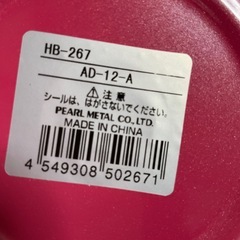 HB-267
AD-12-A
⚠ 注意
シールは、はがさないでください。
PEARL METAL CO., LTD.
MADE IN CHINA
4 549308 502671